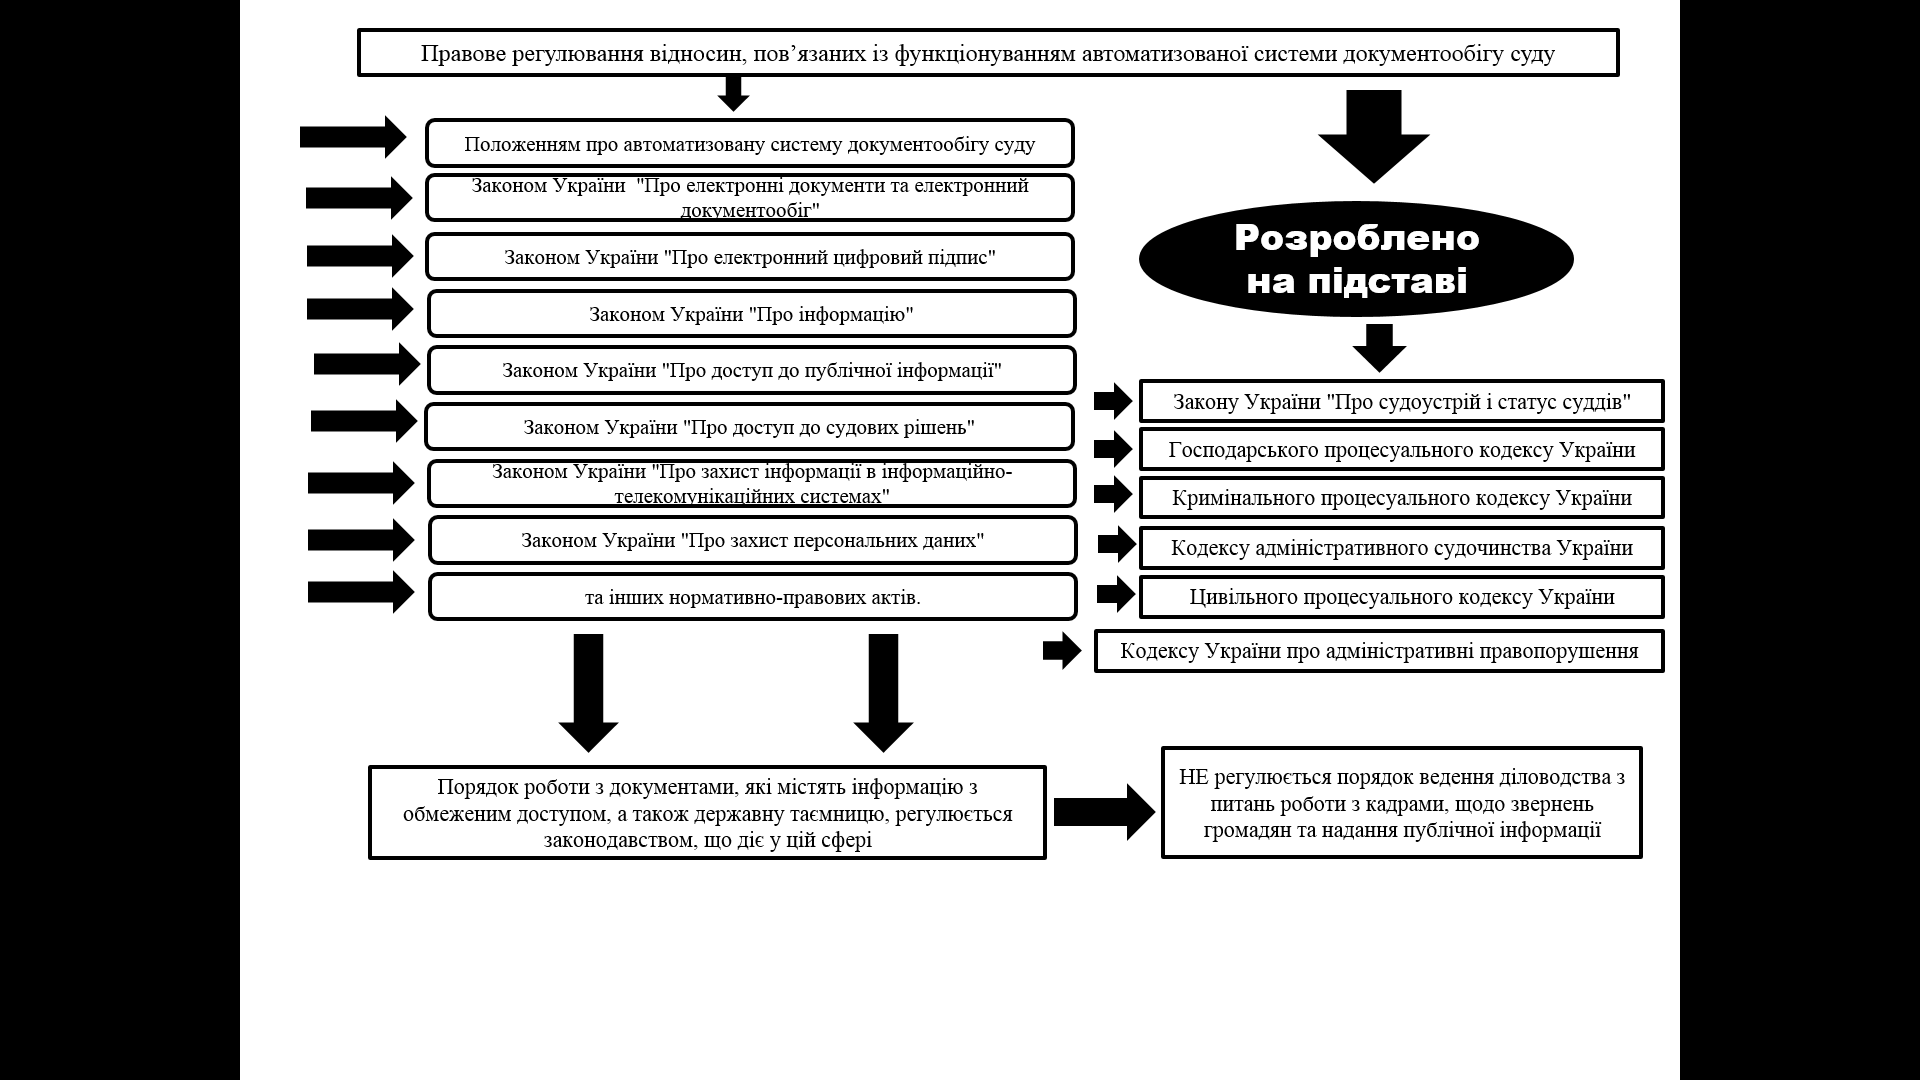 Правове регулювання відносин, пов’язаних із функціонуванням автоматизованої системи документообігу суду
Положенням про автоматизовану систему документообігу суду
Законом України  "Про електронні документи та електронний
документообіг"
Законом України "Про електронний цифровий підпис"
Законом України "Про інформацію"
Законом України "Про доступ до публічної інформації"
Законом України "Про доступ до судових рішень"
Законом України "Про захист інформації в інформаційно-
телекомунікаційних системах"
Законом України "Про захист персональних даних"
та інших нормативно-правових актів.
Розроблено
на підставі
Закону України "Про судоустрій і статус суддів"
Господарського процесуального кодексу України
Кримінального процесуального кодексу України
Кодексу адміністративного судочинства України
Цивільного процесуального кодексу України
Кодексу України про адміністративні правопорушення
Порядок роботи з документами, які містять інформацію з
обмеженим доступом, а також державну таємницю, регулюється
законодавством, що діє у цій сфері
НЕ регулюється порядок ведення діловодства з
питань роботи з кадрами, щодо звернень
громадян та надання публічної інформації